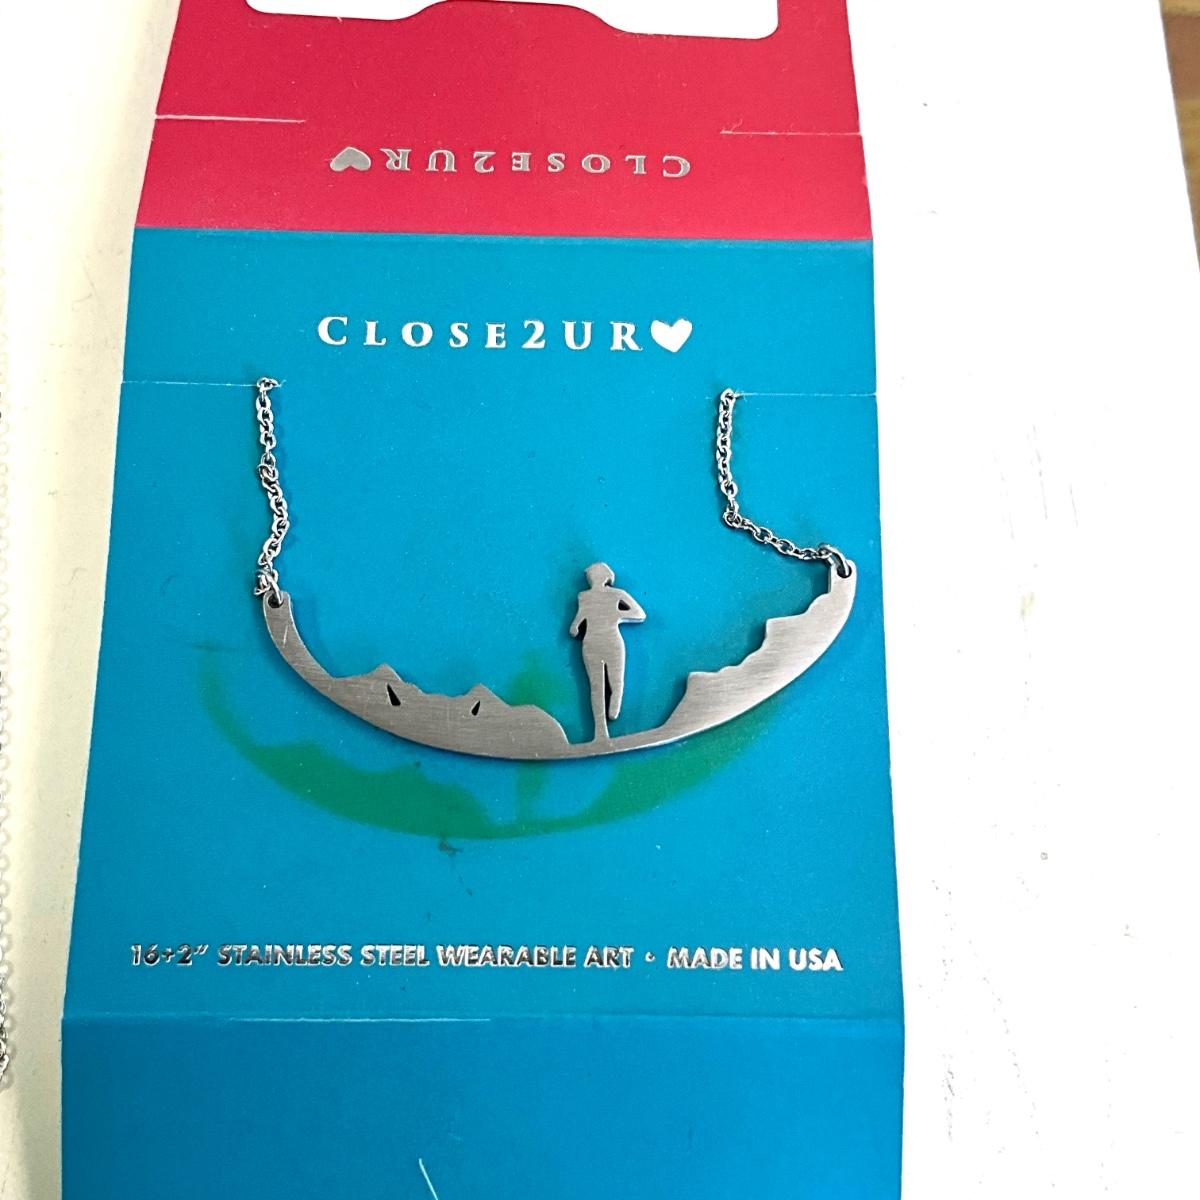 CLOSE2UR♥
CLOSE2UR♥
16+2" STAINLESS STEEL WEARABLE ART • MADE IN USA